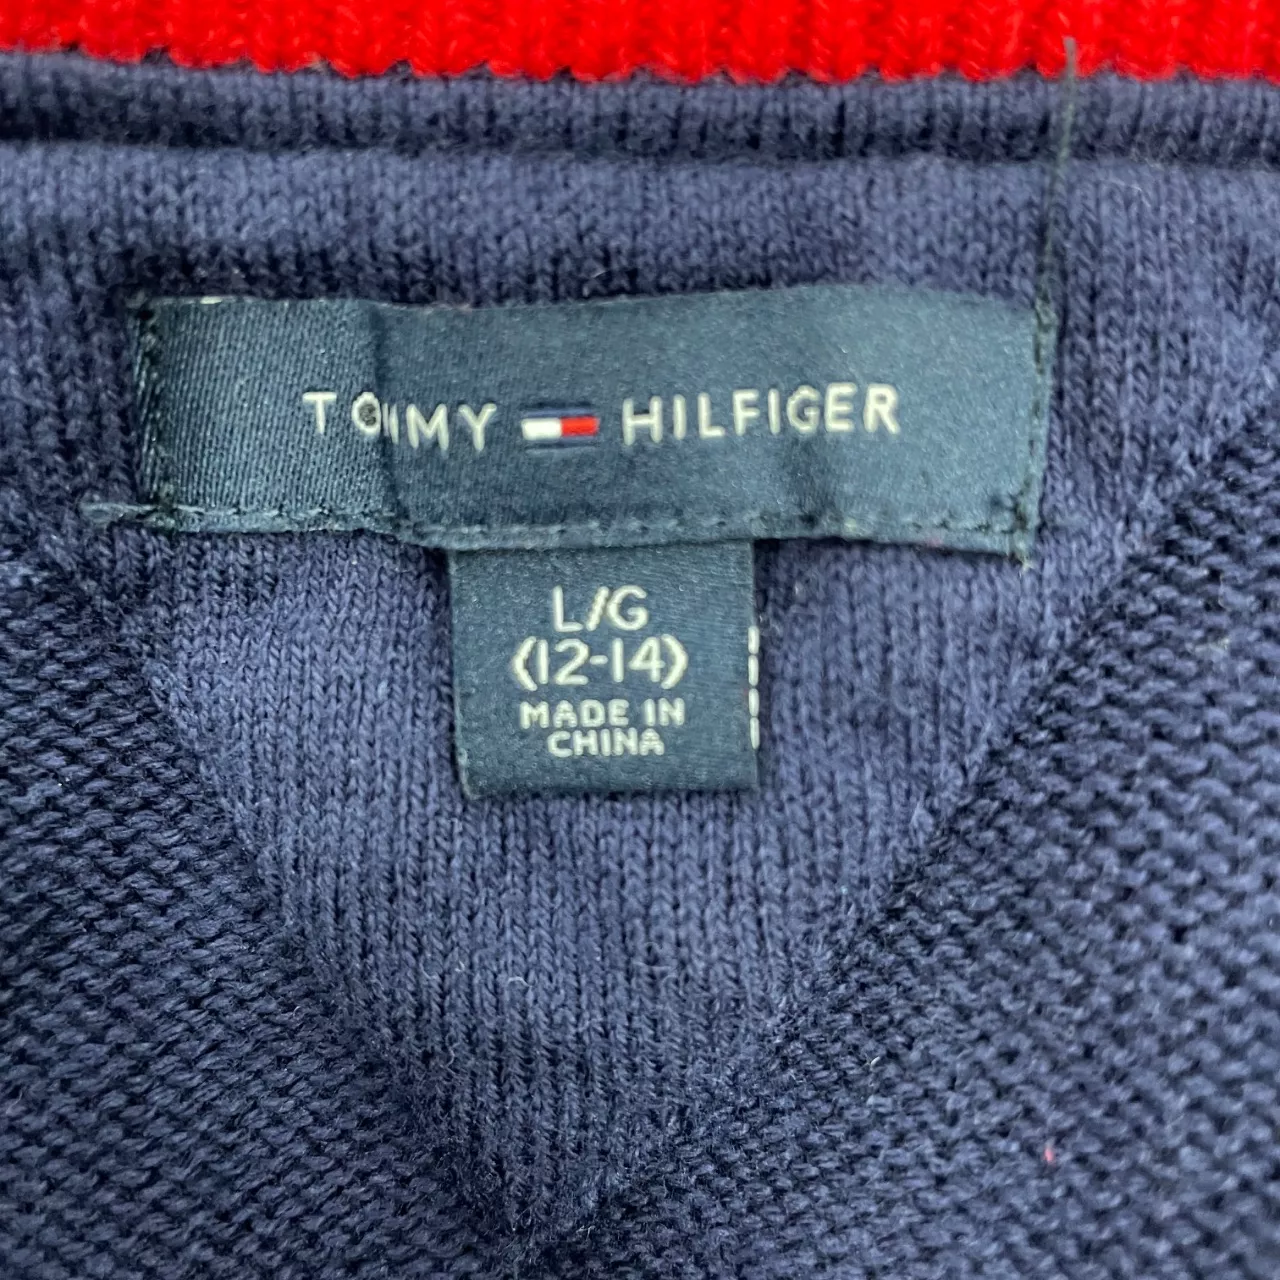 TOMMY HILFIGER
L/G
(12-14)
MADE IN
CHINA